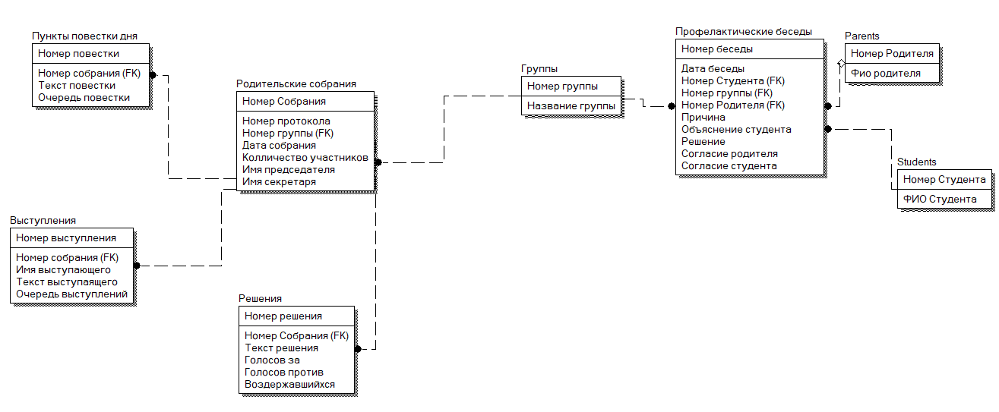 Пункты повестки дня
Номер повестки
Номер собрания (FK)
Текст повестки
Очередь повестки
Родительские собрания
Номер Собрания
Номер протокола
Номер группы (FK)
Дата собрания
Колличество участников
Имя председателя
Имя секретаря
Выступления
Номер выступления
Номер собрания (FK)
Имя выступающего
Текст выступаящего
Очередь выступлений
Решения
Номер решения
Номер Собрания (FK)
Текст решения
Голосов за
Голосов против
Воздержавшийхся
Группы
Номер группы
Название группы
Профелактические беседы
Номер беседы
Дата беседы
Номер Студента (FK)
Номер группы (FK)
Номер Родителя (FK)
Причина
Объяснение студента
Решение
Согласие родителя
Согласие студента
Parents
Номер Родителя
Фио родителя
Students
Номер Студента
ФИО Студента